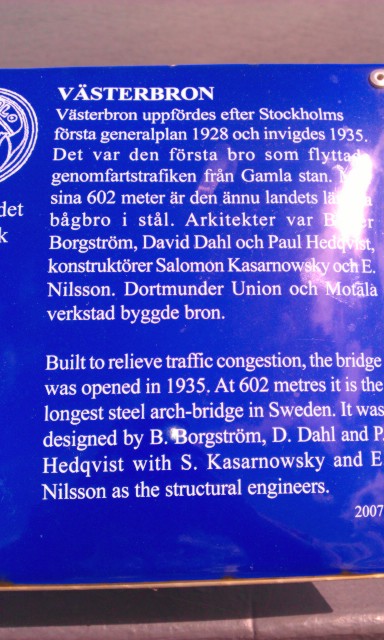 VÄSTERBRON
Västerbron uppfördes efter Stockholms
första generalplan 1928 och invigdes 1935.
Det var den första bro som flyttade
genomfartstrafiken från Gamla stan.
sina 602 meter är den ännu landets
bågbro i stål. Arkitekter var
Borgström, David Dahl och Paul Hedqvist,
konstruktörer Salomon Kasarnowsky och E.
Nilsson. Dortmunder Union och Motala
verkstad byggde bron.
Built to relieve traffic congestion, the bridge
was opened in 1935. At 602 metres it is the
longest steel arch-bridge in Sweden. It was
designed by B. Borgström, D. Dahl and P.
Hedqvist with S. Kasarnowsky and E
Nilsson as the structural engineers.
2007